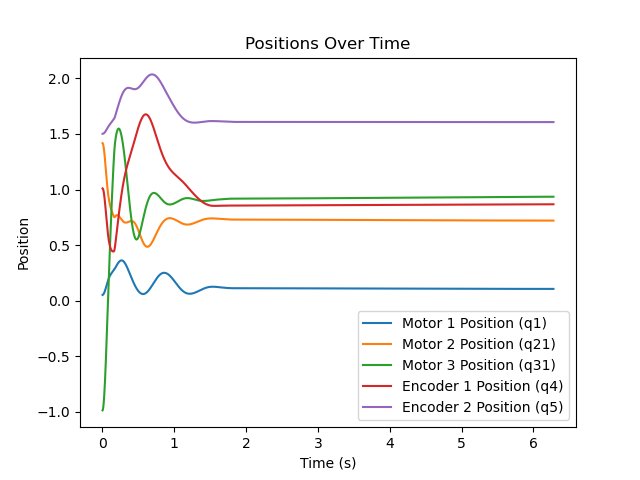 Positions Over Time
Position
2.0
1.5
1.0
0.5
0.0
−0.5
−1.0
0 1 2 3 4 5 6
Time (s)
Motor 1 Position (q1)
Motor 2 Position (q21)
Motor 3 Position (q31)
Encoder 1 Position (q4)
Encoder 2 Position (q5)